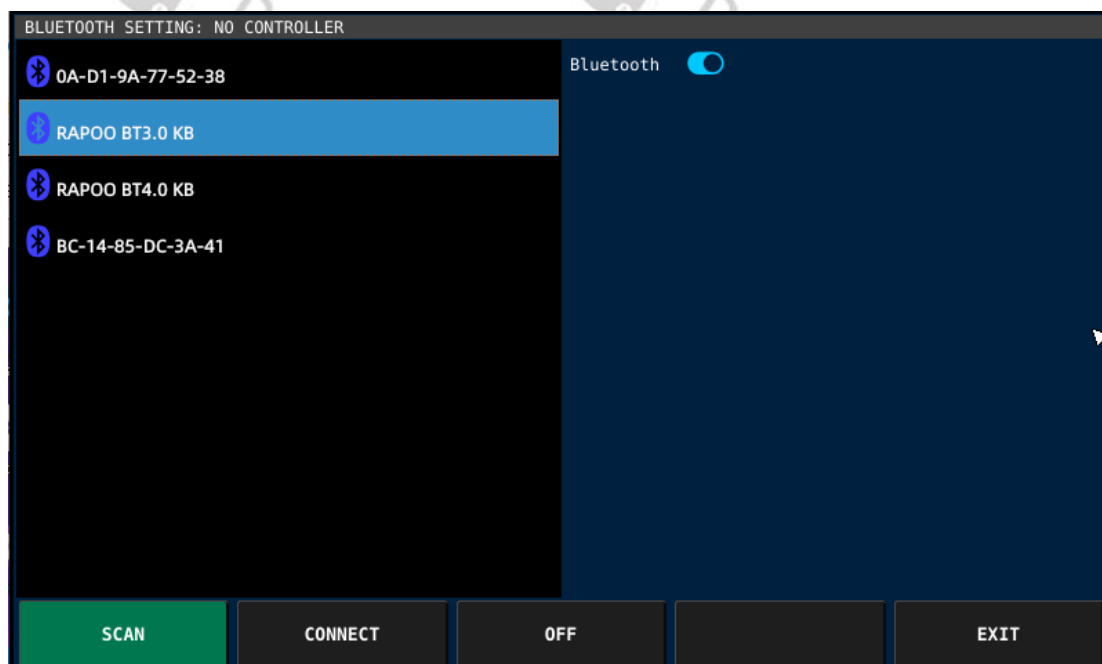 BLUETOOTH SETTING: NO CONTROLLER
0A-D1-9A-77-52-38
Bluetooth
RAPOO BT3.0 KB
RAPOO BT4.0 KB
BC-14-85-DC-3A-41
SCAN CONNECT OFF EXIT